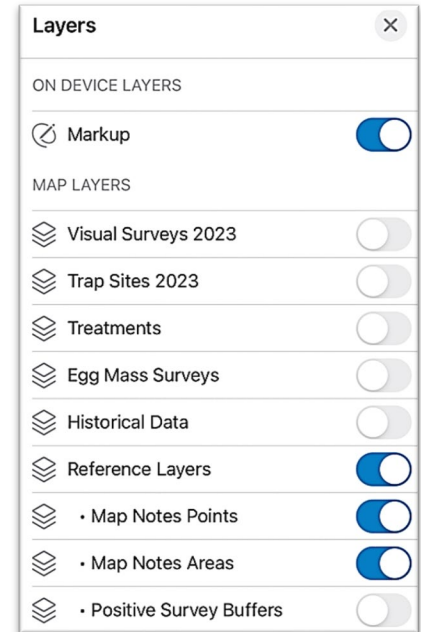 Layers
ON DEVICE LAYERS
Markup
MAP LAYERS
Visual Surveys 2023
Trap Sites 2023
Treatments
Egg Mass Surveys
Historical Data
Reference Layers
• Map Notes Points
• Map Notes Areas
• Positive Survey Buffers